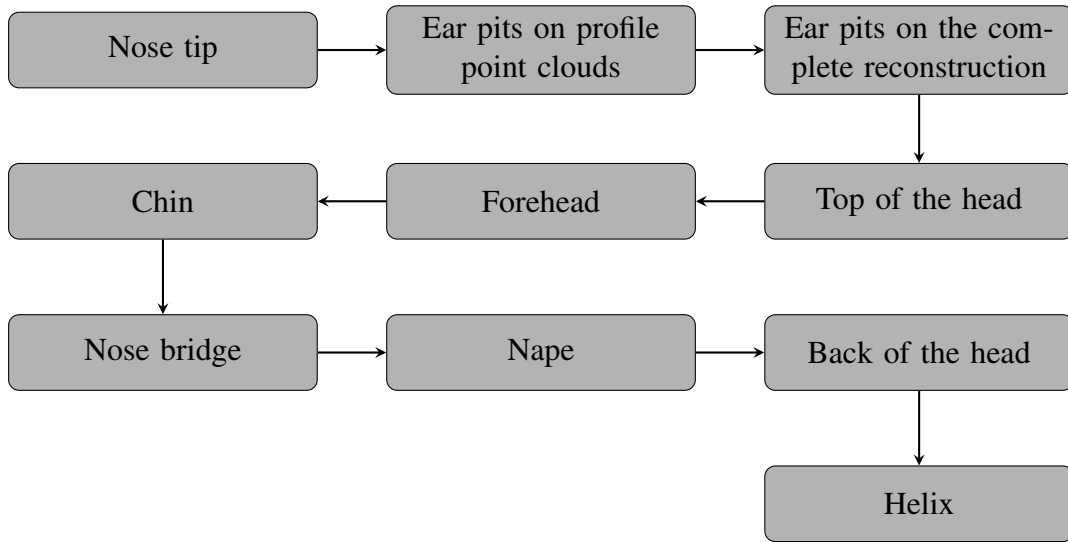 Nose tip
Ear pits on profile
point clouds
Ear pits on the com-
plete reconstruction
Top of the head
Forehead
Chin
Nose bridge
Nape
Back of the head
Helix